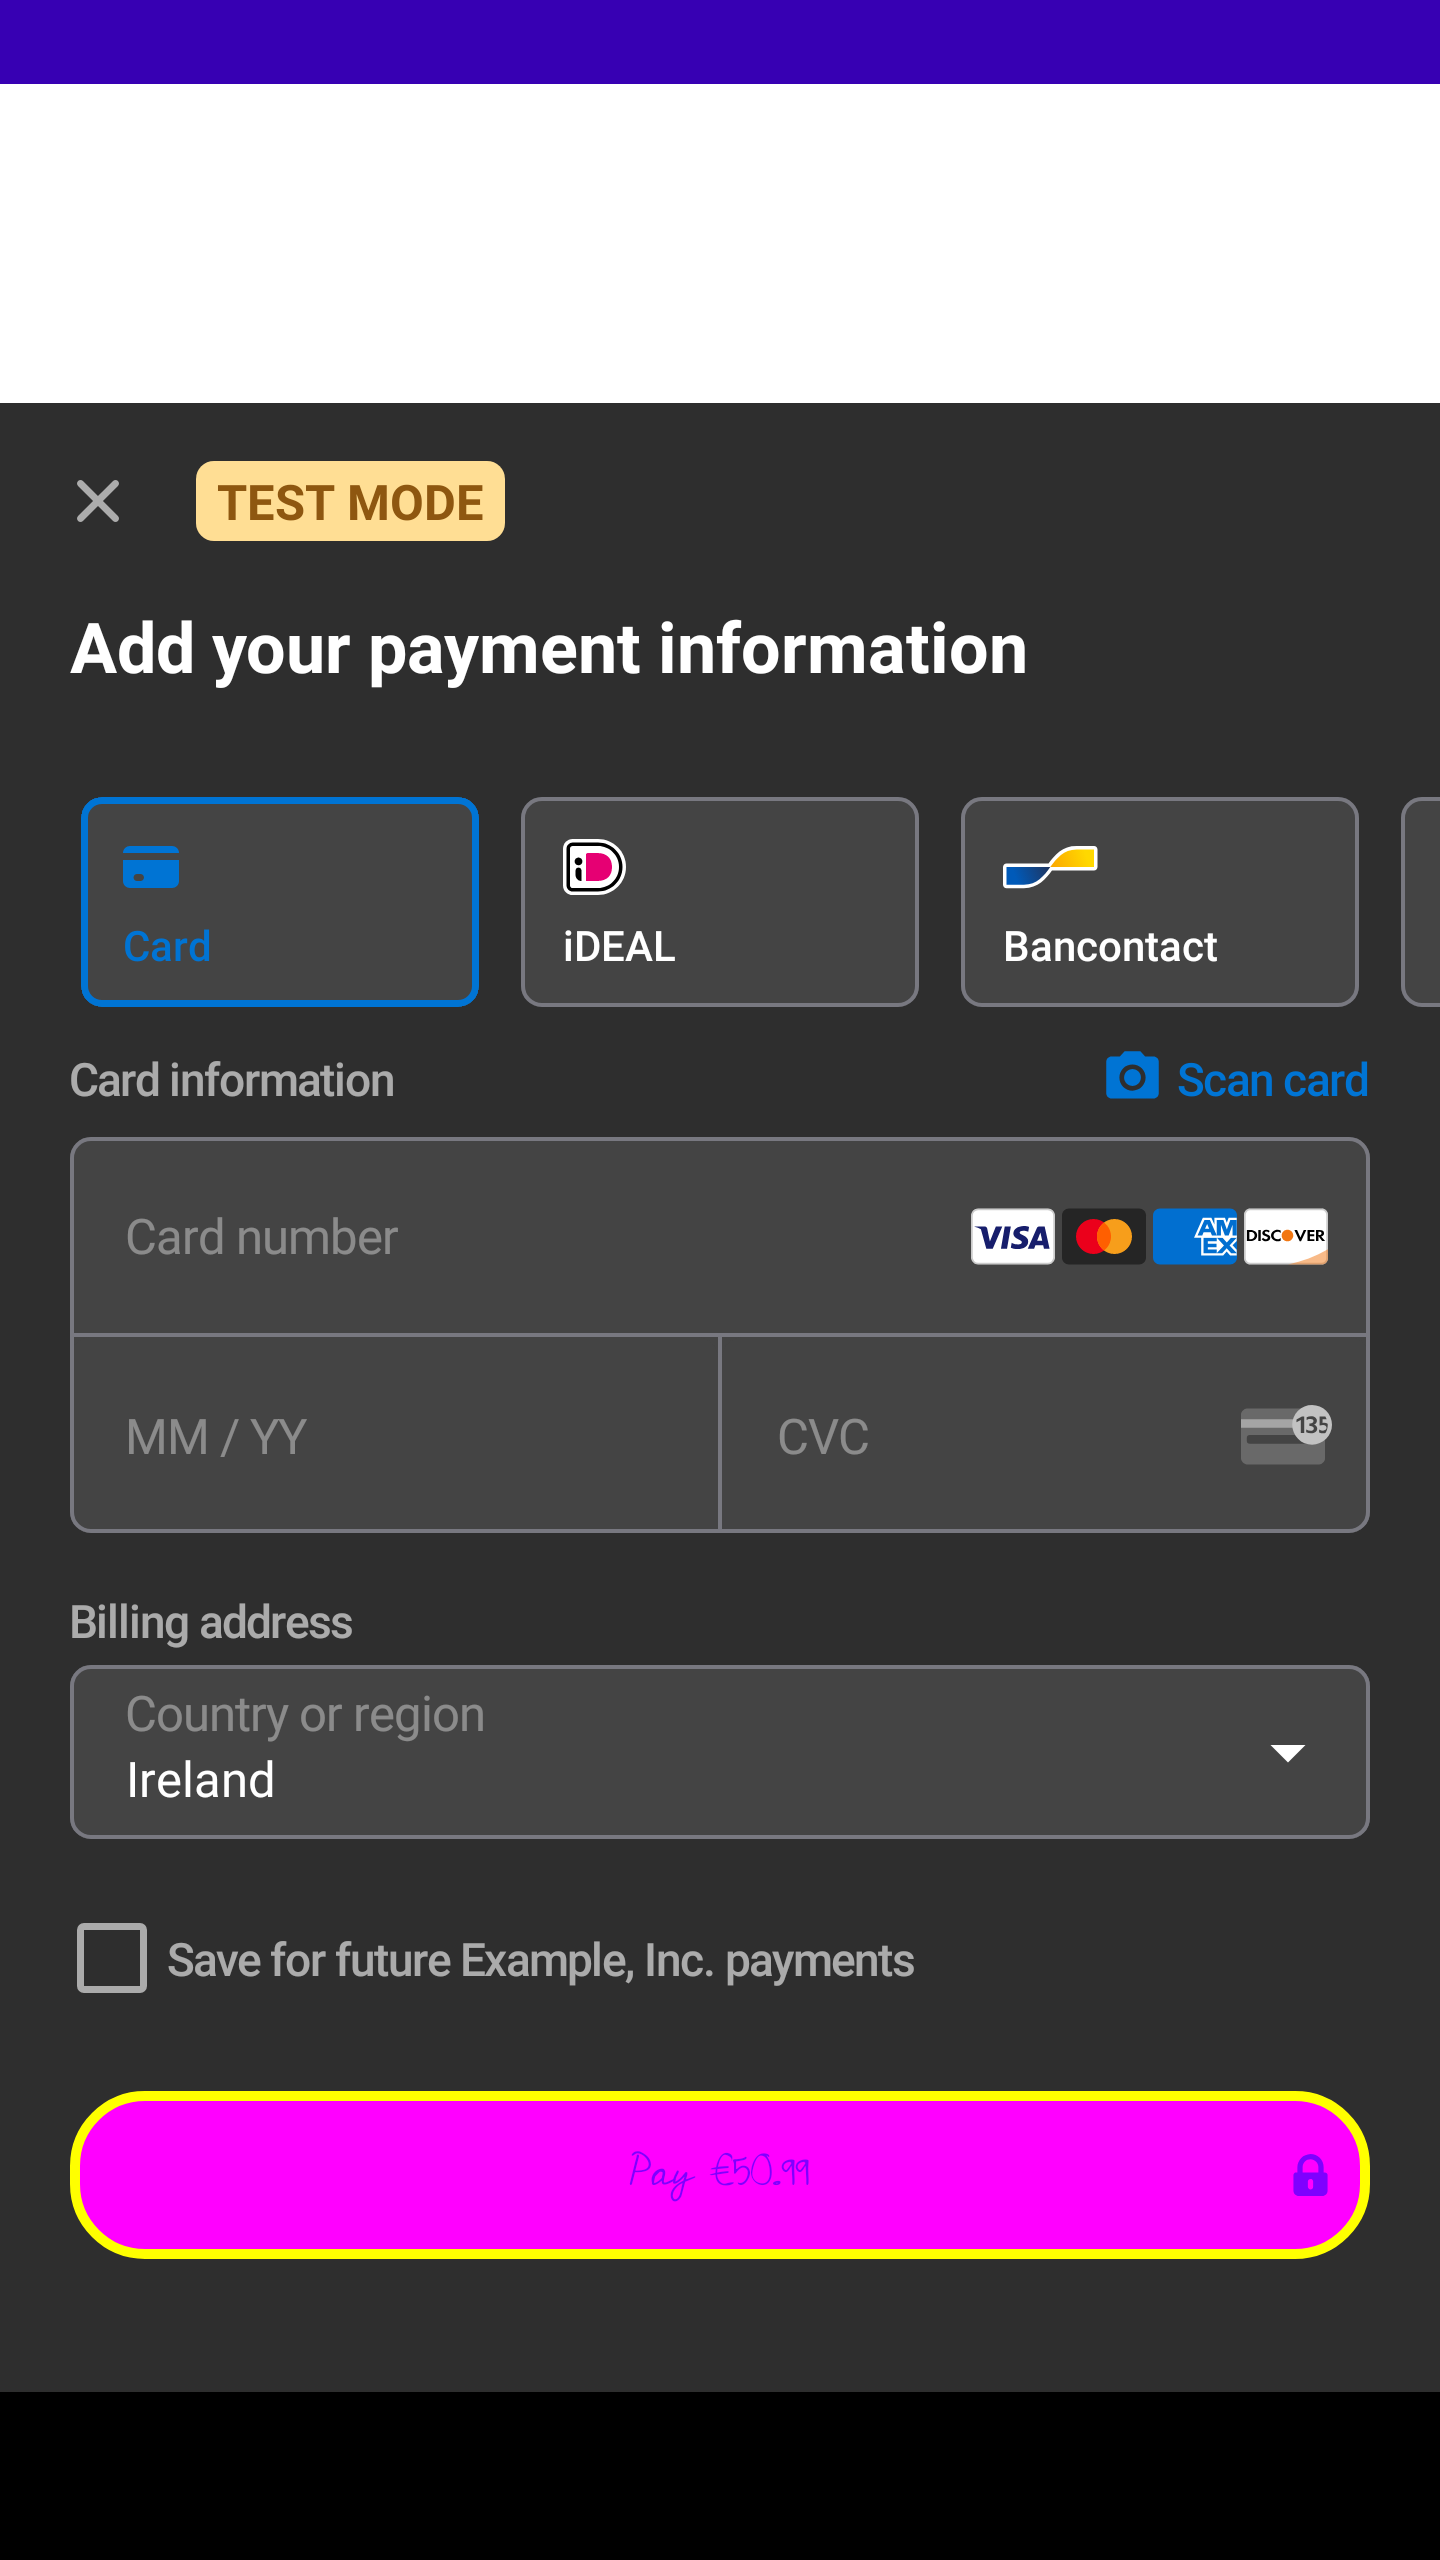 TEST MODE
Add your payment information
Card
iDEAL
Bancontact
Card information
Scan card
Card number
VISA
AM
EX
DISCOVER
MM / YY
CVC
135
Billing address
Country or region
Ireland
Save for future Example, Inc. payments
Pay €50.99